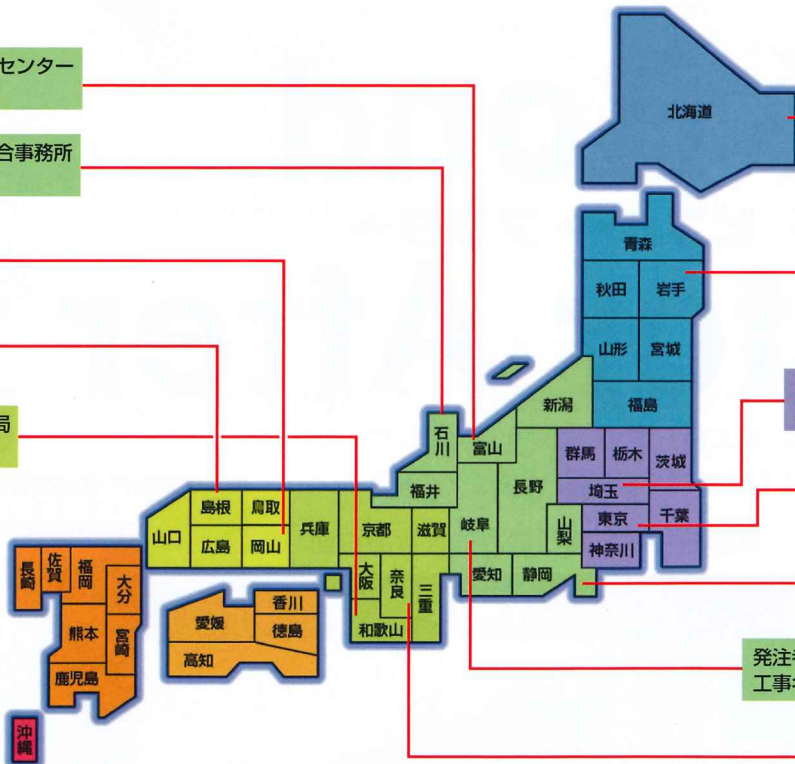 センター
合事務所
局
発注者
工事名
北海道
青森
秋田
岩手
山形
宮城
福島
新潟
石川
富山
福井
長野
岐阜
山梨
群馬
栃木
茨城
埼玉
東京
千葉
神奈川
愛知
静岡
島根
鳥取
兵庫
京都
滋賀
山口
広島
岡山
大阪
奈良
三重
和歌山
香川
愛媛
徳島
高知
長崎
佐賀
福岡
大分
熊本
宮崎
鹿児島
沖縄